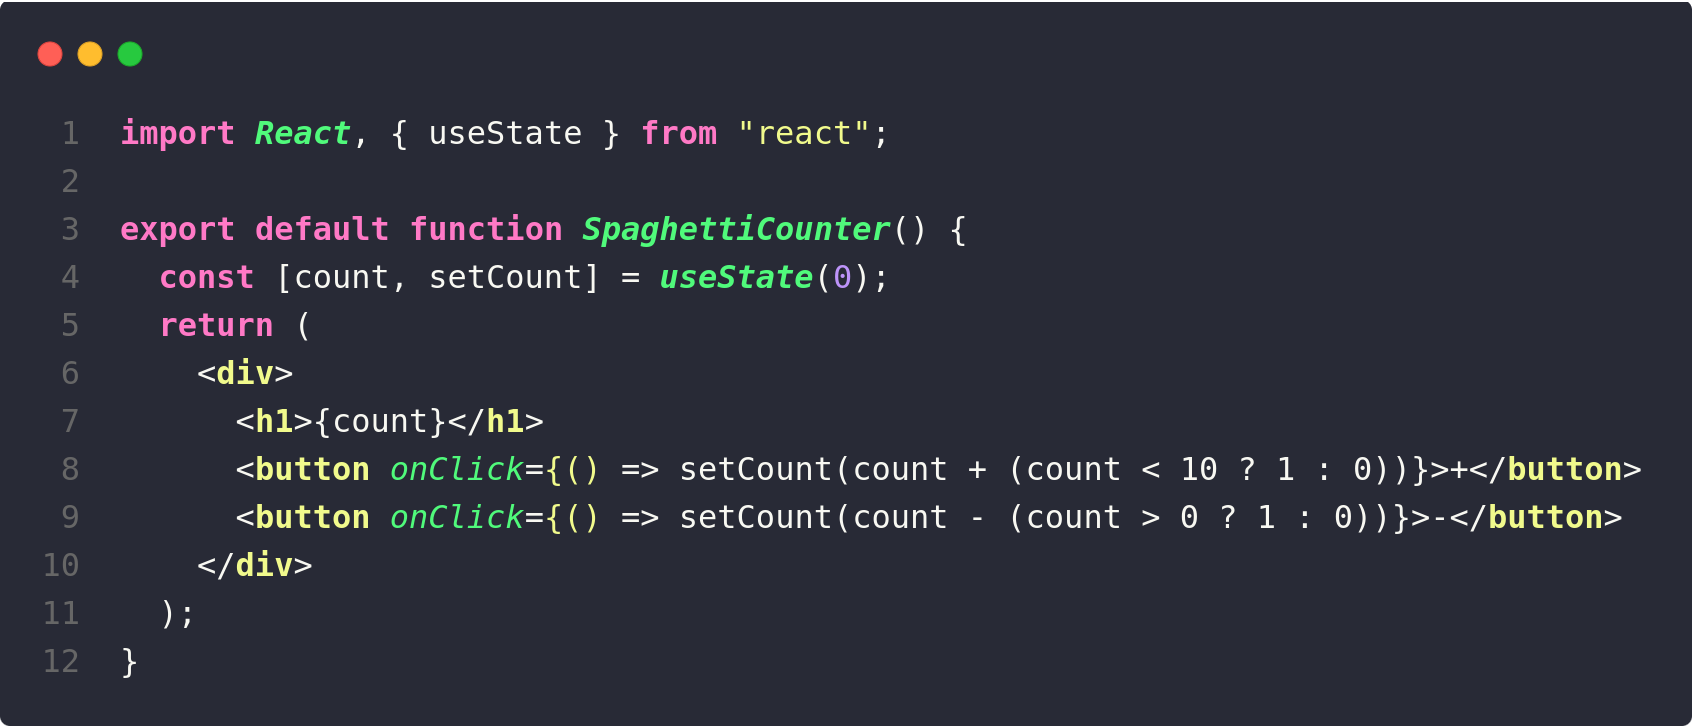 1 import React, { useState } from "react";
2
3 export default function SpaghettiCounter() {
4   const [count, setCount] = useState(0);
5   return (
6     <div>
7       <h1>{count}</h1>
8       <button onClick={() => setCount(count + (count < 10 ? 1 : 0))}>+</button>
9       <button onClick={() => setCount(count - (count > 0 ? 1 : 0))}>-</button>
10     </div>
11   );
12 }